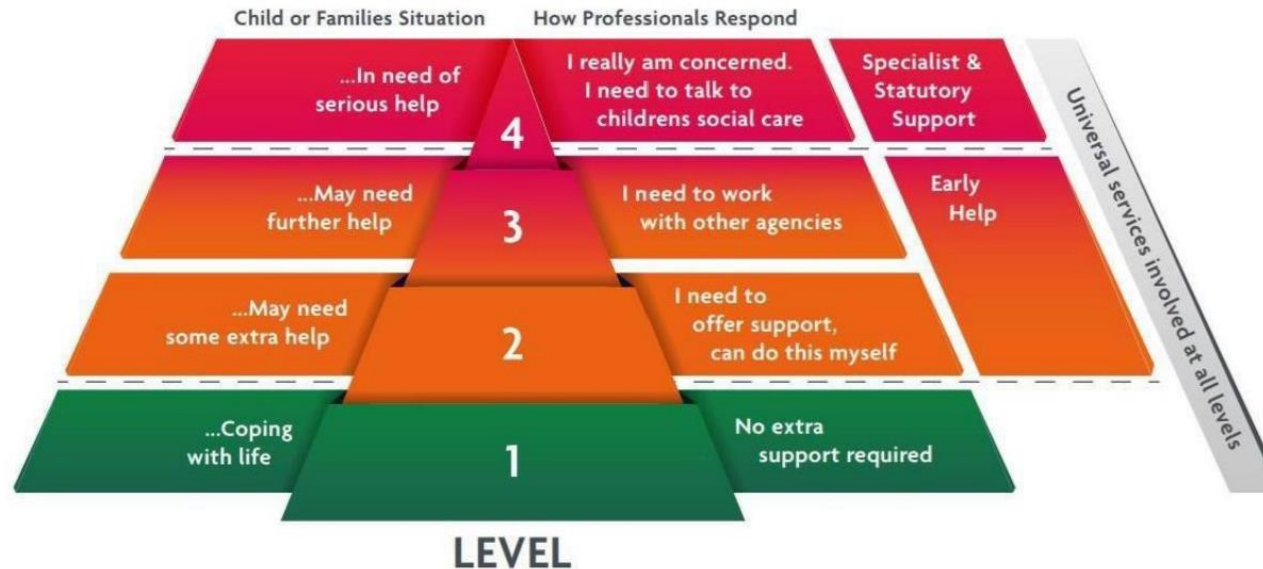 Child or Families Situation
How Professionals Respond
...In need of
serious help
4
I really am concerned.
I need to talk to
childrens social care
Specialist &
Statutory
Support
...May need
further help
3
I need to work
with other agencies
Early
Help
...May need
some extra help
2
I need to
offer support,
can do this myself
...Coping
with life
1
No extra
support required
LEVEL
Universal services involved at all levels